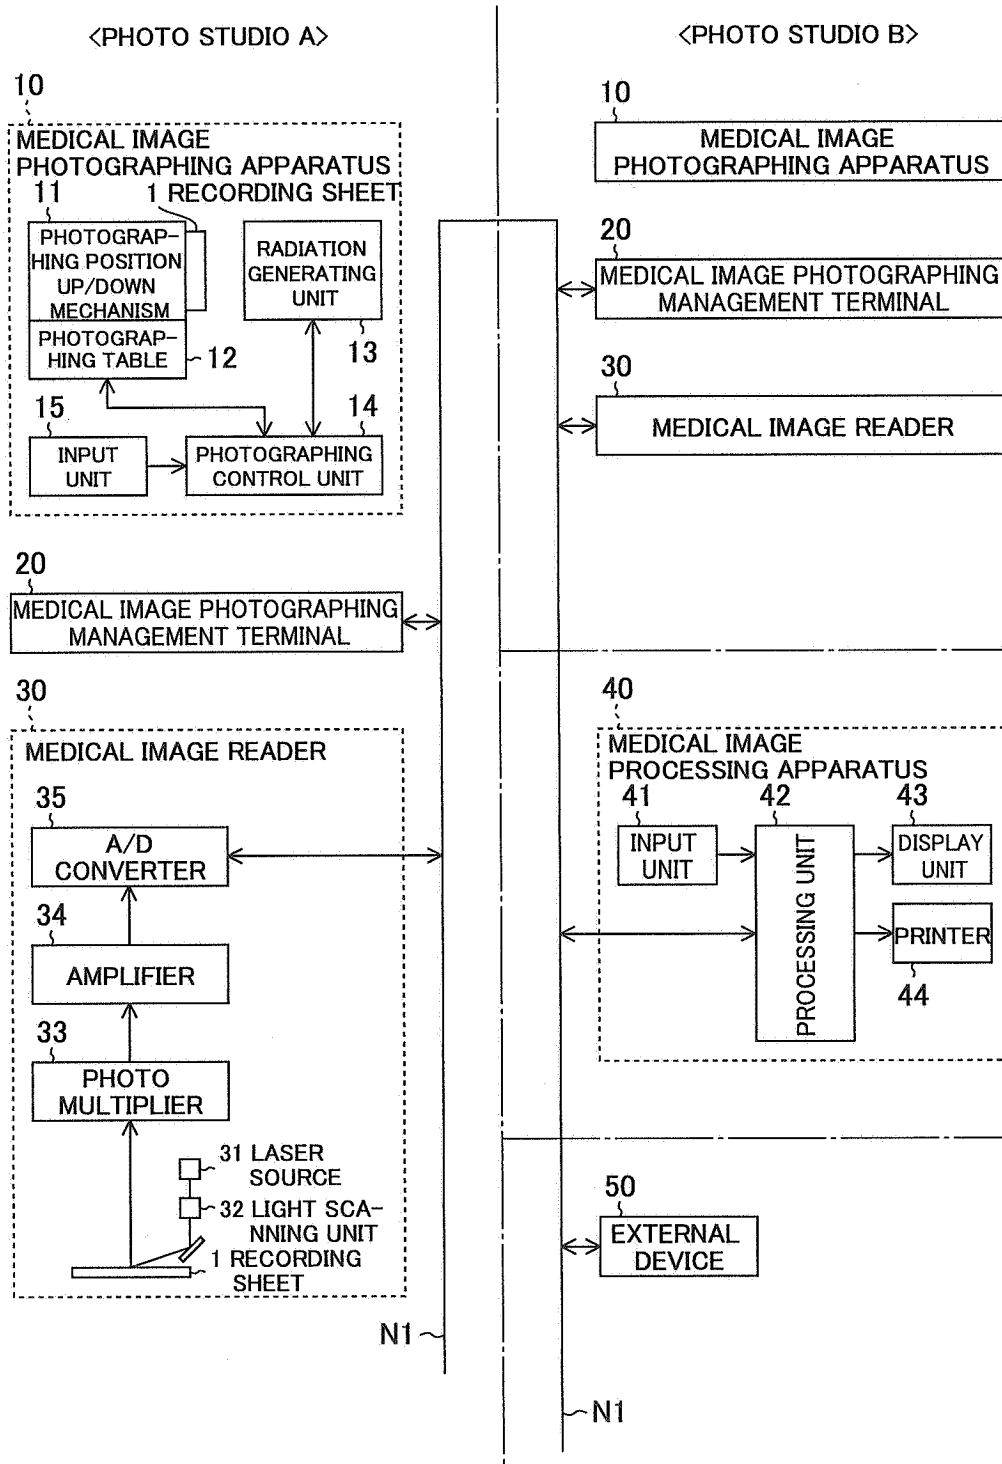 <PHOTO STUDIO A>
10
MEDICAL IMAGE
PHOTOGRAPHING APPARATUS
11
1 RECORDING SHEET
PHOTOGRAP-
HING POSITION
UP/DOWN
MECHANISM
RADIATION
GENERATING
UNIT
PHOTOGRAP-
HING TABLE
12
13
15
14
INPUT
UNIT
PHOTOGRAPHING
CONTROL UNIT
20
MEDICAL IMAGE PHOTOGRAPHING
MANAGEMENT TERMINAL
30
MEDICAL IMAGE READER
35
A/D
CONVERTER
34
AMPLIFIER
33
PHOTO
MULTIPLIER
31 LASER
SOURCE
32 LIGHT SCA-
NNING UNIT
1 RECORDING
SHEET
N1
<PHOTO STUDIO B>
10
MEDICAL IMAGE
PHOTOGRAPHING APPARATUS
20
MEDICAL IMAGE PHOTOGRAPHING
MANAGEMENT TERMINAL
30
MEDICAL IMAGE READER
40
MEDICAL IMAGE
PROCESSING APPARATUS
41
42
43
INPUT
UNIT
PROCESSING UNIT
DISPLAY
UNIT
PRINTER
44
50
EXTERNAL
DEVICE
N1